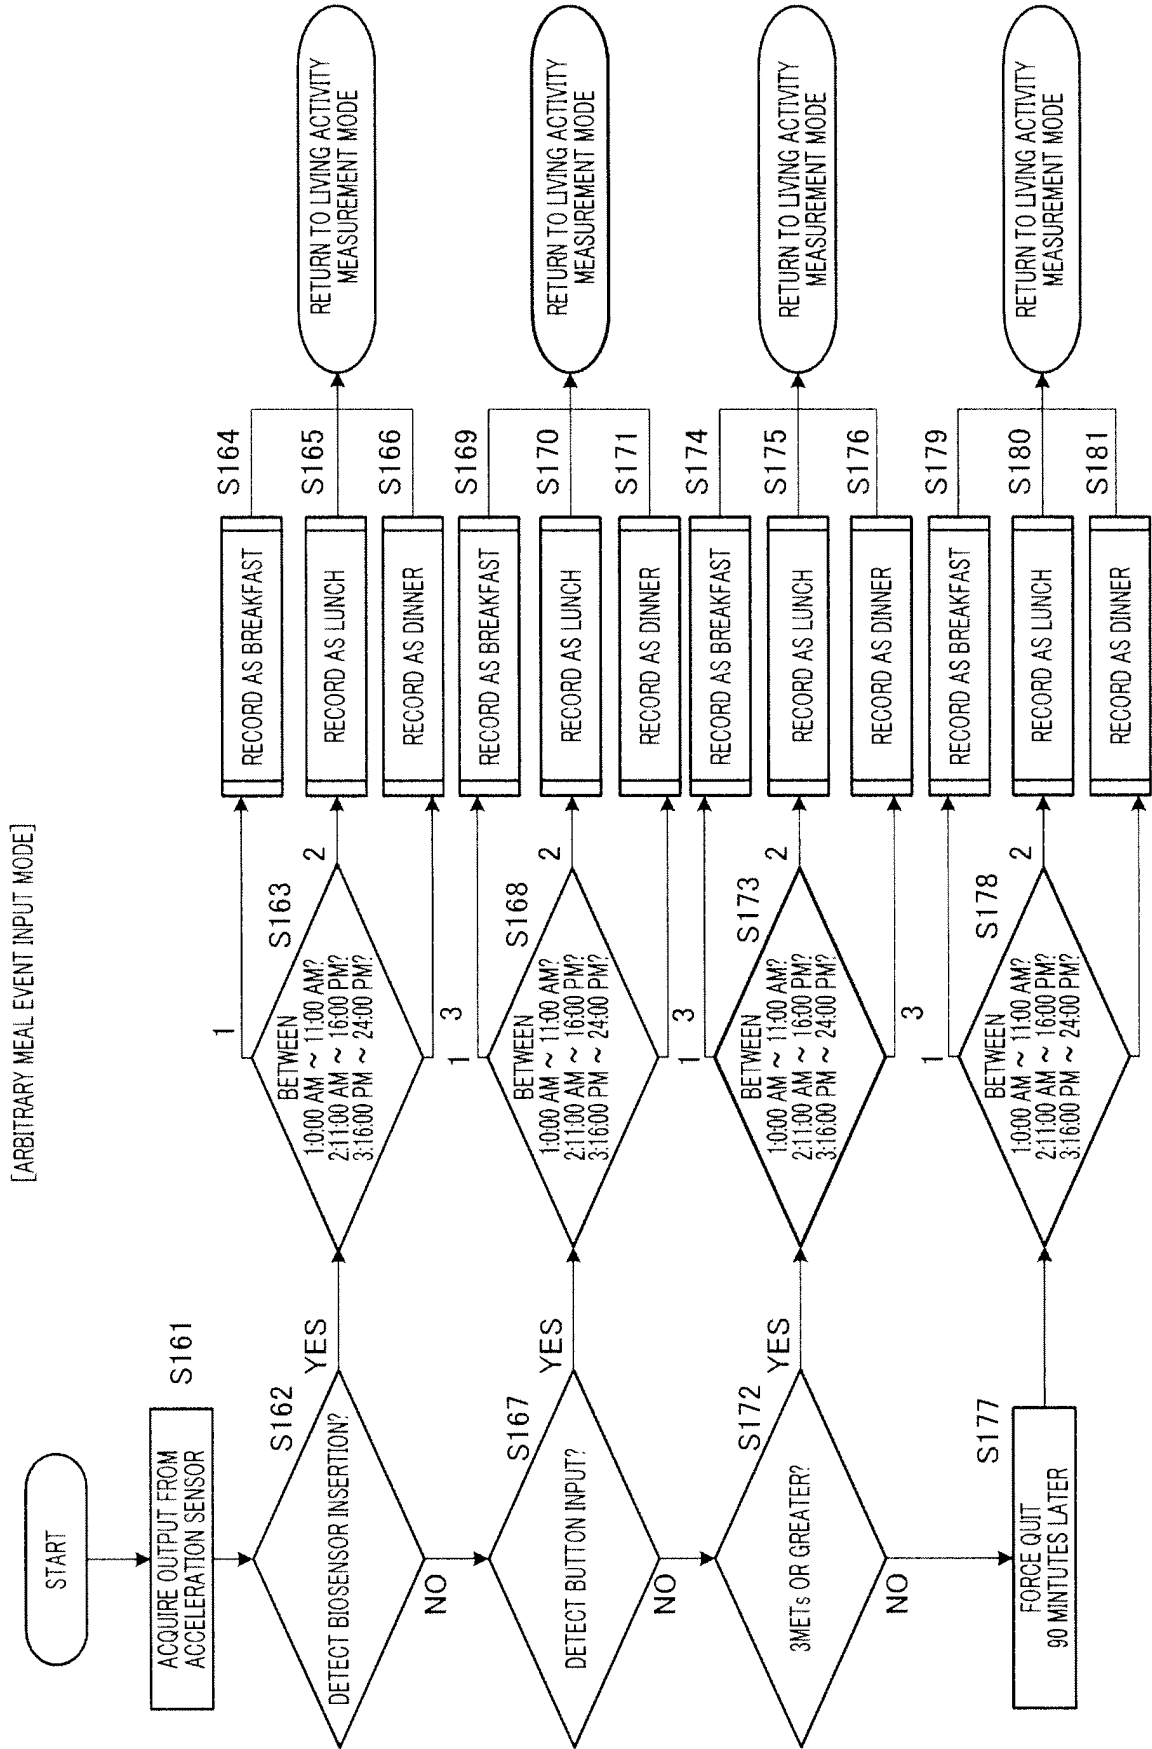 [ARBITRARY MEAL EVENT INPUT MODE]
START
ACQUIRE OUTPUT FROM
ACCELERATION SENSOR
S161
DETECT BIOSENSOR INSERTION?
S162
YES
NO
BETWEEN
1:0:00 AM ~ 11:00 AM?
2:11:00 AM ~ 16:00 PM?
3:16:00 PM ~ 24:00 PM?
S163
1
2
3
RECORD AS BREAKFAST
S164
RECORD AS LUNCH
S165
RECORD AS DINNER
S166
RETURN TO LIVING ACTIVITY
MEASUREMENT MODE
DETECT BUTTON INPUT?
S167
YES
NO
BETWEEN
1:0:00 AM ~ 11:00 AM?
2:11:00 AM ~ 16:00 PM?
3:16:00 PM ~ 24:00 PM?
S168
1
2
3
RECORD AS BREAKFAST
S169
RECORD AS LUNCH
S170
RECORD AS DINNER
S171
RETURN TO LIVING ACTIVITY
MEASUREMENT MODE
3METs OR GREATER?
S172
YES
NO
BETWEEN
1:0:00 AM ~ 11:00 AM?
2:11:00 AM ~ 16:00 PM?
3:16:00 PM ~ 24:00 PM?
S173
1
2
3
RECORD AS BREAKFAST
S174
RECORD AS LUNCH
S175
RECORD AS DINNER
S176
RETURN TO LIVING ACTIVITY
MEASUREMENT MODE
FORCE QUIT
90 MINTUTES LATER
S177
BETWEEN
1:0:00 AM ~ 11:00 AM?
2:11:00 AM ~ 16:00 PM?
3:16:00 PM ~ 24:00 PM?
S178
1
2
RECORD AS BREAKFAST
S179
RECORD AS LUNCH
S180
RECORD AS DINNER
S181
RETURN TO LIVING ACTIVITY
MEASUREMENT MODE